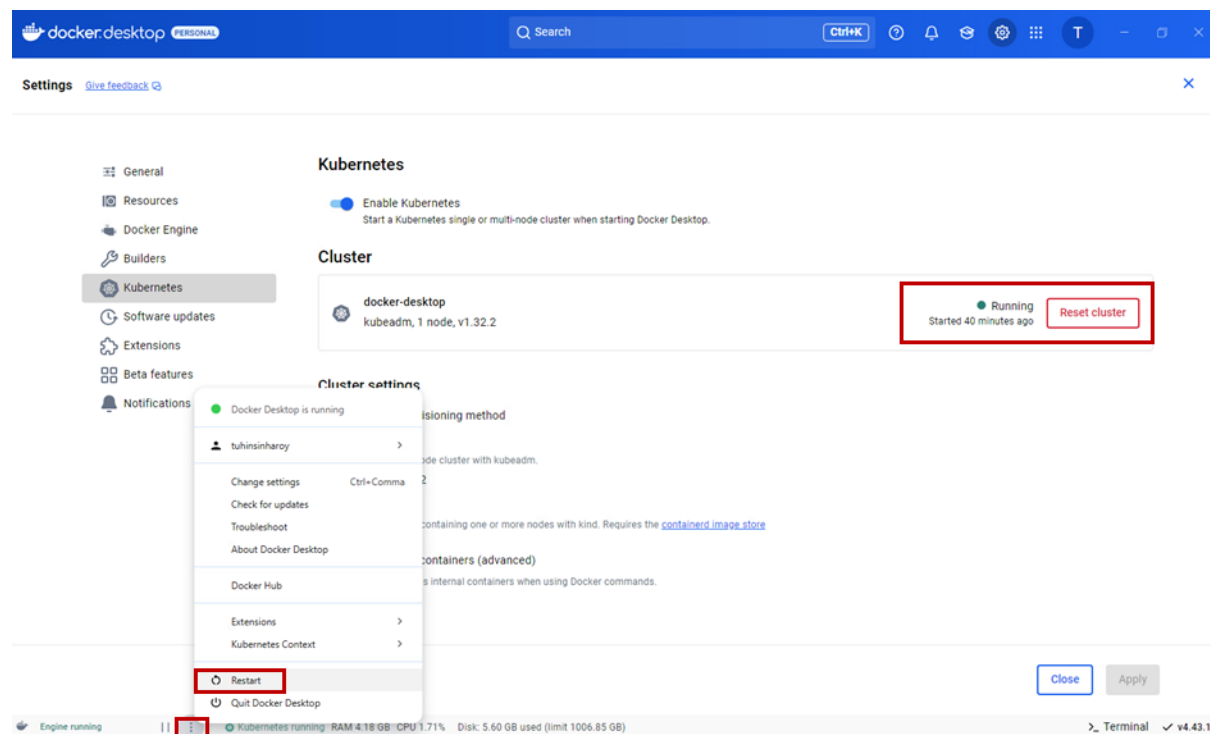 docker.desktop PERSONAL
Search
Ctrl+K
T
Settings Give feedback
General
Resources
Docker Engine
Builders
Kubernetes
Software updates
Extensions
Beta features
Notifications
Kubernetes
Enable Kubernetes
Start a Kubernetes single or multi-node cluster when starting Docker Desktop.
Cluster
docker-desktop
kubeadm, 1 node, v1.32.2
Running
Started 40 minutes ago
Reset cluster
Cluster settings
isioning method
ode cluster with kubeadm.
2
containing one or more nodes with kind. Requires the containerd image store
containers (advanced)
s internal containers when using Docker commands.
Docker Desktop is running
tuhinsinharoy
Change settings Ctrl+Comma
Check for updates
Troubleshoot
About Docker Desktop
Docker Hub
Extensions
Kubernetes Context
Restart
Quit Docker Desktop
Close
Apply
Engine running
Kubernetes running RAM 4.18 GB CPU 1.71% Disk: 5.60 GB used (limit 1006.85 GB)
Terminal
v4.43.1